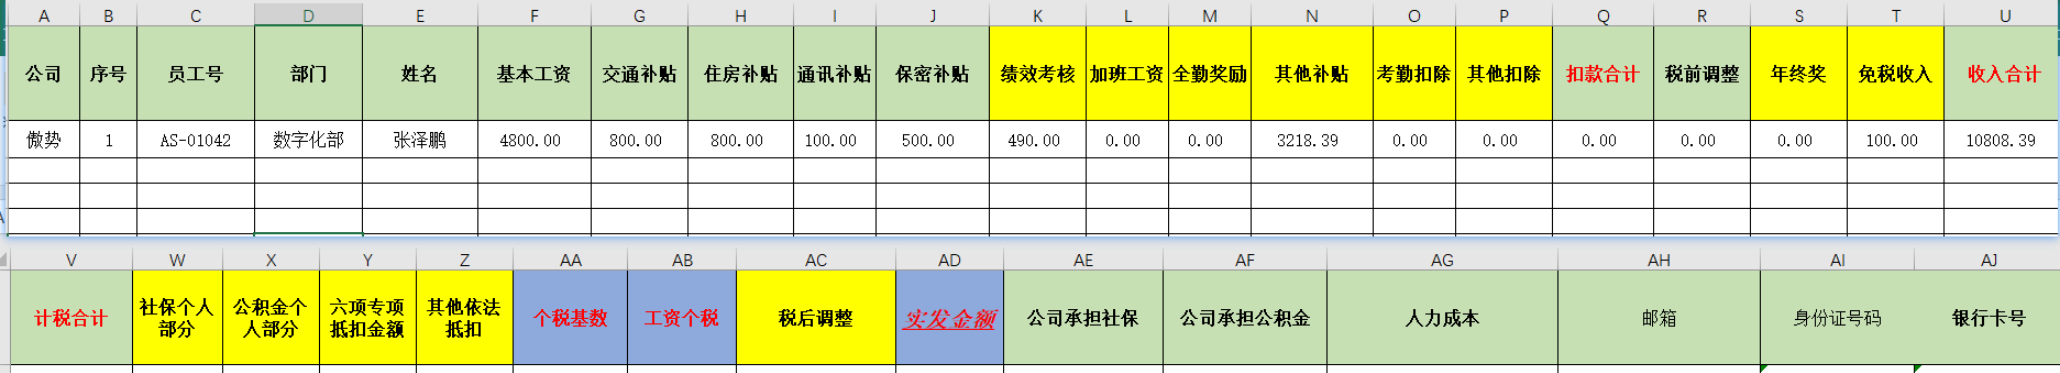 A B C D E F G H I J K L M N O P Q R S T U
公司 序号 员工号 部门 姓名 基本工资 交通补贴 住房补贴 通讯补贴 保密补贴 绩效考核 加班工资 全勤奖励 其他补贴 考勤扣除 其他扣除 扣款合计 税前调整 年终奖 免税收入 收入合计
傲势 1 AS-01042 数字化部 张泽鹏 4800.00 800.00 800.00 100.00 500.00 490.00 0.00 0.00 3218.39 0.00 0.00 0.00 0.00 0.00 100.00 10808.39
V W X Y Z AA AB AC AD AE AF AG AH AI AJ
计税合计 社保个人部分 公积金个人部分 六项专项抵扣金额 其他依法抵扣 个税基数 工资个税 税后调整 实发金额 公司承担社保 公司承担公积金 人力成本 邮箱 身份证号码 银行卡号